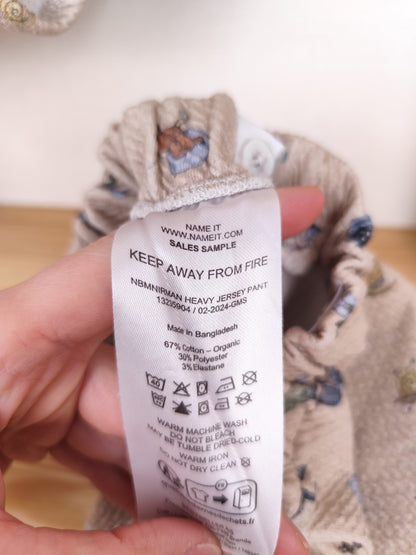 NAME IT
WWW.NAMEIT.COM
SALES SAMPLE
KEEP AWAY FROM FIRE
NBMNIRMAN HEAVY JERSEY PANT
13235904 / 02-2024-GMS
Made in Bangladesh
67% Cotton - Organic
30% Polyester
3% Elastane
40
WARM MACHINE WASH
DO NOT BLEACH
MAY BE TUMBLE DRIED-COLD
WARM IRON
DO NOT DRY CLEAN
FR